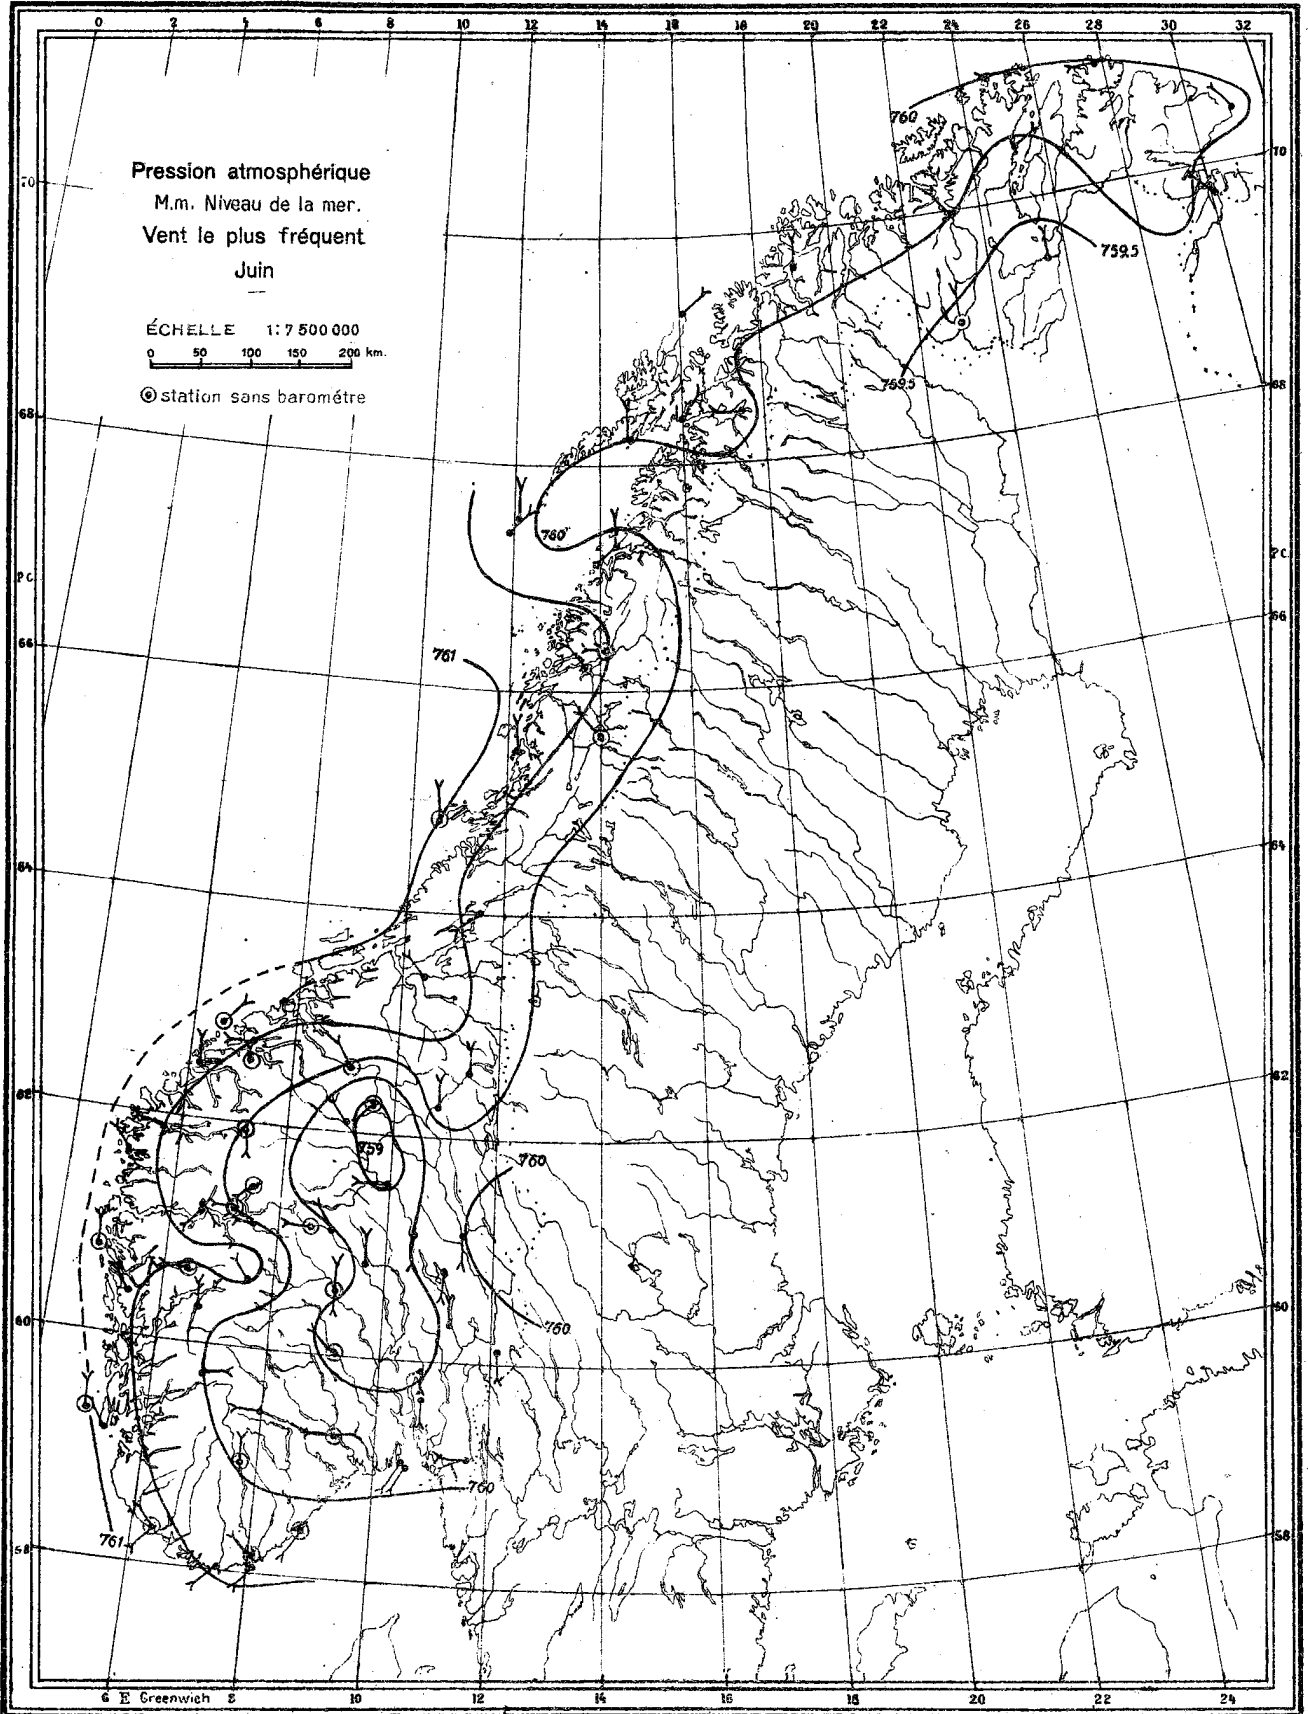 0 2 4 6 8 10 12 14 16 18 20 22 24 26 28 30 32
760
Pression atmosphérique
M.m. Niveau de la mer.
Vent le plus fréquent
Juin
ÉCHELLE 1:7 500 000
0 50 100 150 200 km.
station sans barométre
70
759.5
759.5
68
68
760
66
66
761
64
64
62
62
759
760
60
60
760
760
761
58
58
6 E Greenwich 8 10 12 14 16 18 20 22 24